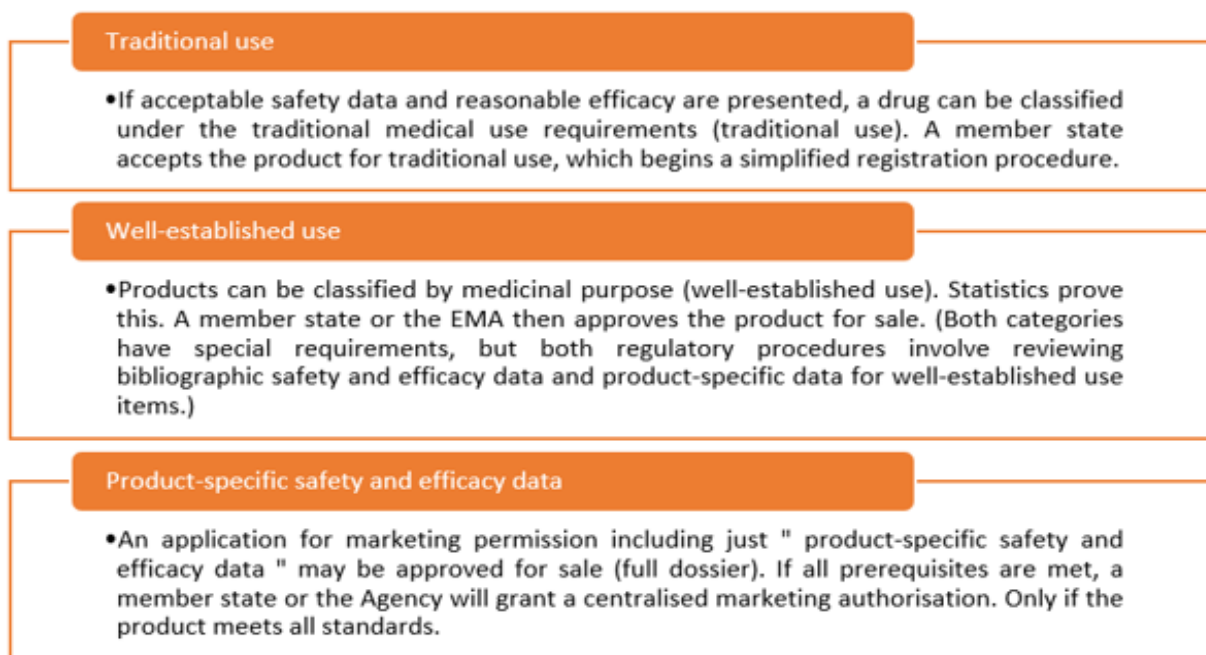 Traditional use
•If acceptable safety data and reasonable efficacy are presented, a drug can be classified
under the traditional medical use requirements (traditional use). A member state
accepts the product for traditional use, which begins a simplified registration procedure.
Well-established use
•Products can be classified by medicinal purpose (well-established use). Statistics prove
this. A member state or the EMA then approves the product for sale. (Both categories
have special requirements, but both regulatory procedures involve reviewing
bibliographic safety and efficacy data and product-specific data for well-established use
items.)
Product-specific safety and efficacy data
•An application for marketing permission including just " product-specific safety and
efficacy data " may be approved for sale (full dossier). If all prerequisites are met, a
member state or the Agency will grant a centralised marketing authorisation. Only if the
product meets all standards.